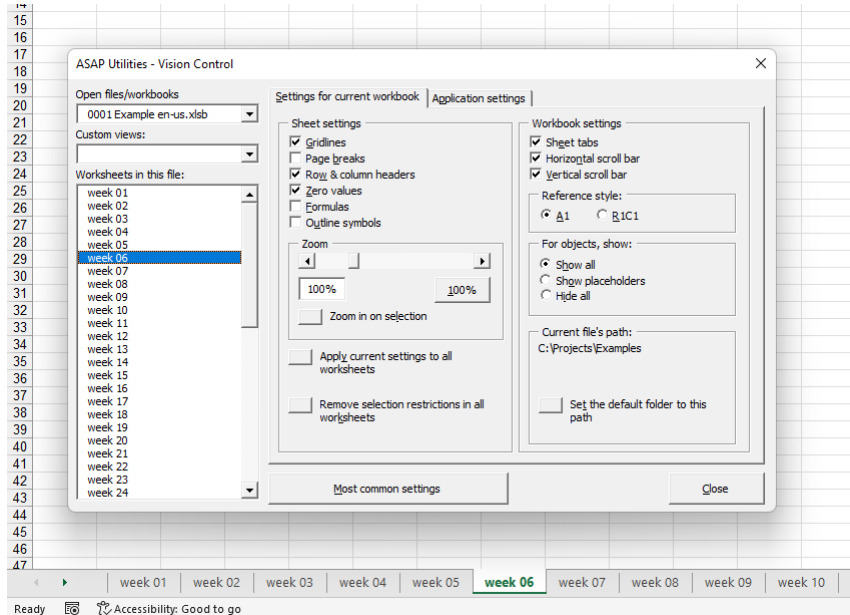 14
15
16
17
18
19
20
21
22
23
24
25
26
27
28
29
30
31
32
33
34
35
36
37
38
39
40
41
42
43
44
45
46
47
ASAP Utilities - Vision Control
Open files/workbooks
0001 Example en-us.xlsb
Custom views:
Worksheets in this file:
week 01
week 02
week 03
week 04
week 05
week 06
week 07
week 08
week 09
week 10
week 11
week 12
week 13
week 14
week 15
week 16
week 17
week 18
week 19
week 20
week 21
week 22
week 23
week 24
Settings for current workbook Application settings
Sheet settings
Gridlines
Page breaks
Row & column headers
Zero values
Formulas
Outline symbols
Zoom
100% 100%
Zoom in on selection
Apply current settings to all
worksheets
Remove selection restrictions in all
worksheets
Workbook settings
Sheet tabs
Horizontal scroll bar
Vertical scroll bar
Reference style:
A1 R1C1
For objects, show:
Show all
Show placeholders
Hide all
Current file's path:
C:\Projects\Examples
Set the default folder to this
path
Most common settings Close
week 01 week 02 week 03 week 04 week 05 week 06 week 07 week 08 week 09 week 10
Ready Accessibility: Good to go